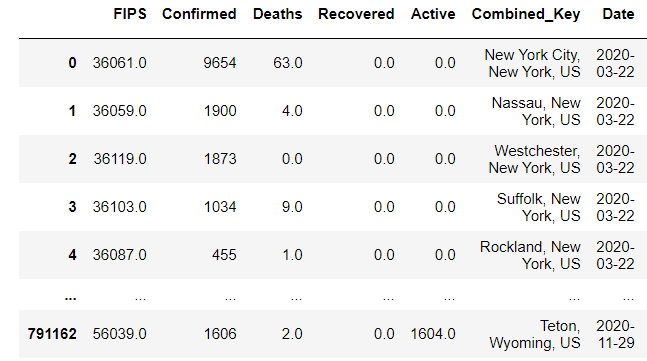 FIPS Confirmed Deaths Recovered Active Combined_Key Date
0 36061.0 9654 63.0 0.0 0.0 New York City, New York, US 2020-03-22
1 36059.0 1900 4.0 0.0 0.0 Nassau, New York, US 2020-03-22
2 36119.0 1873 0.0 0.0 0.0 Westchester, New York, US 2020-03-22
3 36103.0 1034 9.0 0.0 0.0 Suffolk, New York, US 2020-03-22
4 36087.0 455 1.0 0.0 0.0 Rockland, New York, US 2020-03-22
... ... ... ... ... ... ... ...
791162 56039.0 1606 2.0 0.0 1604.0 Teton, Wyoming, US 2020-11-29